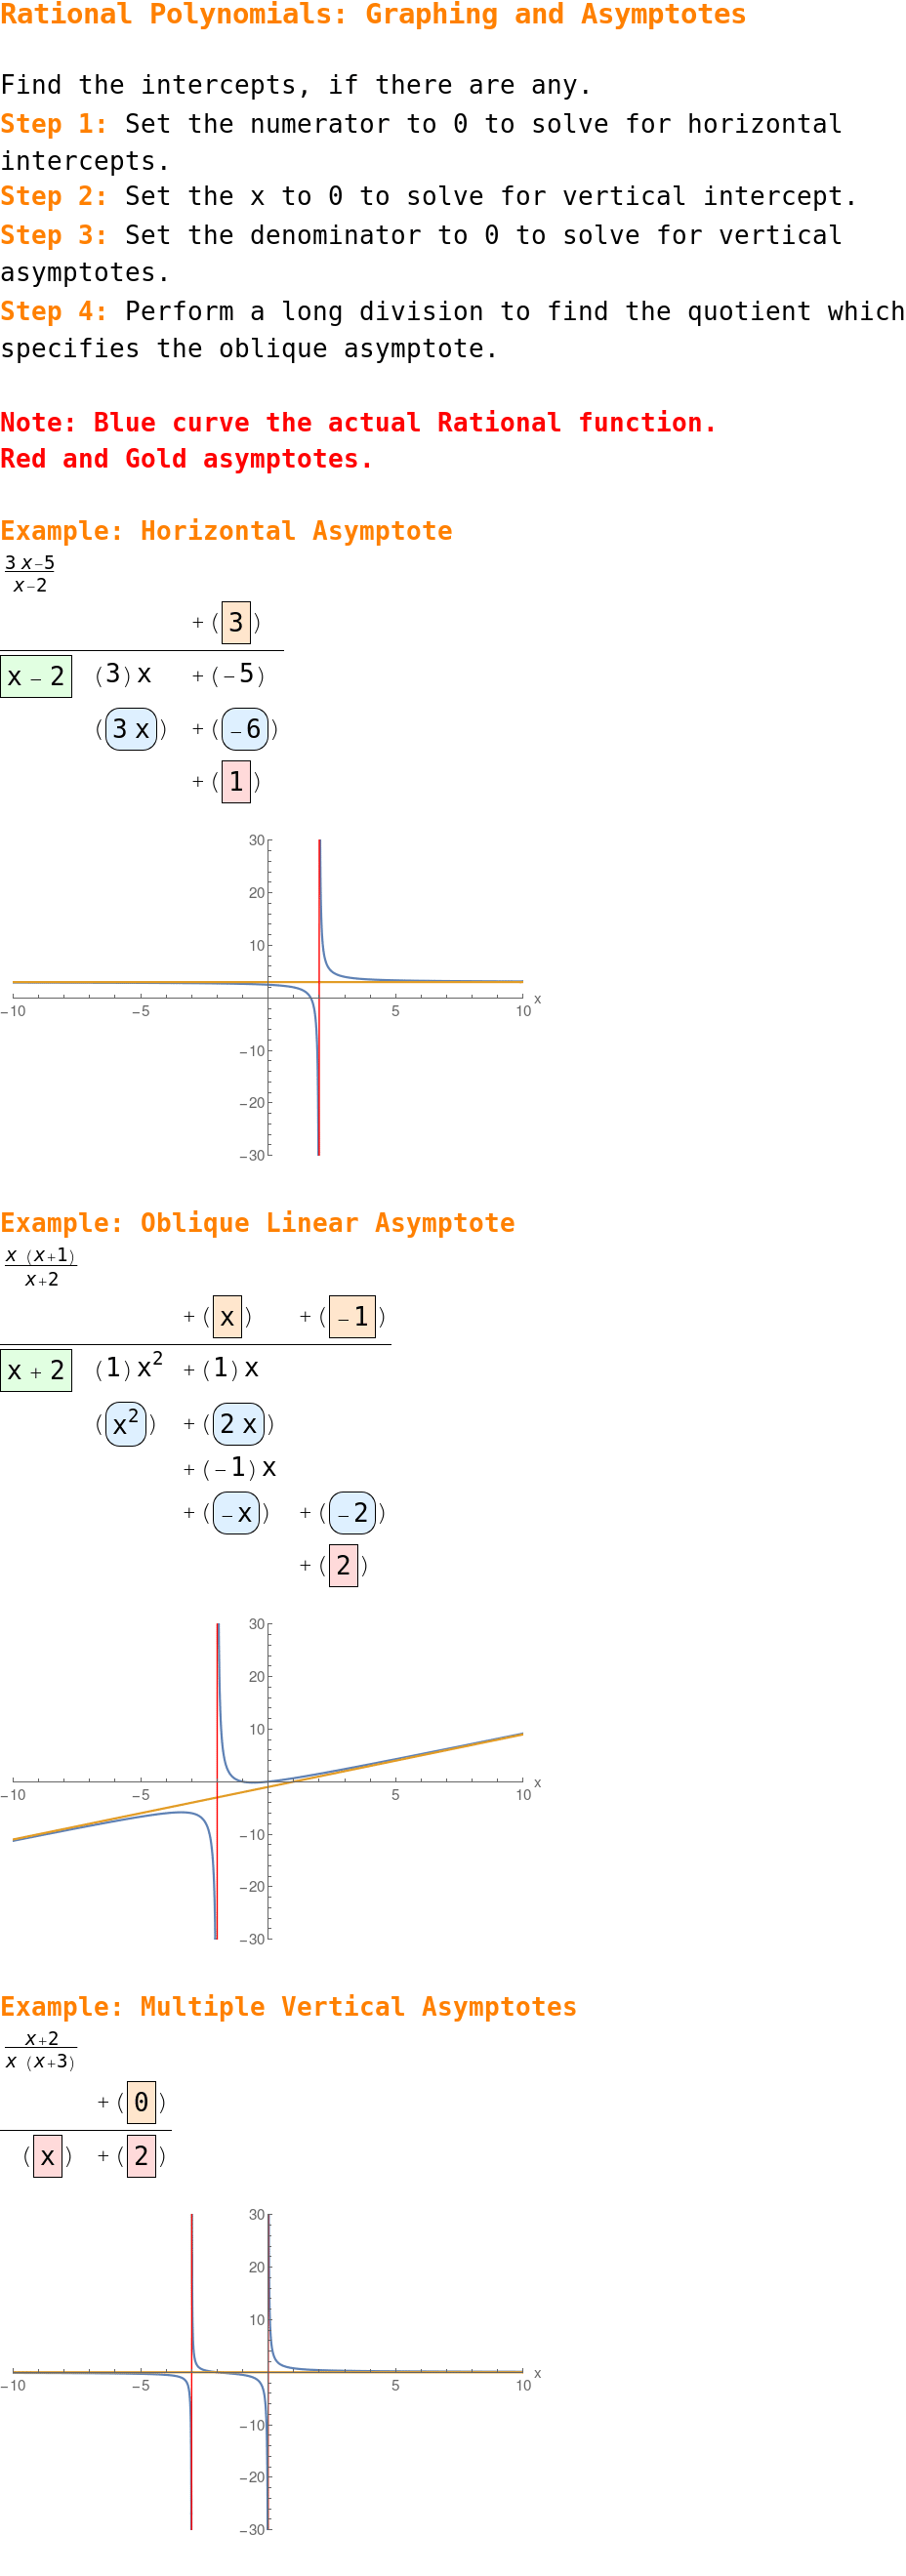 Rational Polynomials: Graphing and Asymptotes
Find the intercepts, if there are any.
Step 1: Set the numerator to 0 to solve for horizontal
intercepts.
Step 2: Set the x to 0 to solve for vertical intercept.
Step 3: Set the denominator to 0 to solve for vertical
asymptotes.
Step 4: Perform a long division to find the quotient which
specifies the oblique asymptote.
Note: Blue curve the actual Rational function.
Red and Gold asymptotes.
Example: Horizontal Asymptote
3 x−5
x−2
+ ( 3 )
x − 2 (3) x + (−5)
( 3 x ) + ( −6 )
+ ( 1 )
30
20
10
−10 −5 5 10 x
−10
−20
−30
Example: Oblique Linear Asymptote
x (x+1)
x+2
+ ( x ) + ( −1 )
x + 2 (1) x² + (1) x
( x² ) + ( 2 x )
+ (−1) x
+ ( −x ) + ( −2 )
+ ( 2 )
30
20
10
−10 −5 5 10 x
−10
−20
−30
Example: Multiple Vertical Asymptotes
x+2
x (x+3)
+ ( 0 )
( x ) + ( 2 )
30
20
10
−10 −5 5 10 x
−10
−20
−30